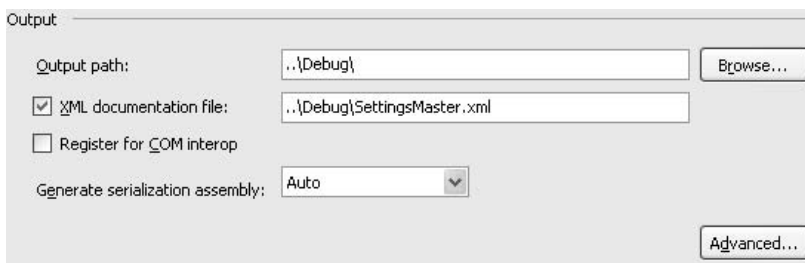 Output
Output path:
..\Debug\
Browse...
XML documentation file:
..\Debug\SettingsMaster.xml
Register for COM interop
Generate serialization assembly:
Auto
Advanced...